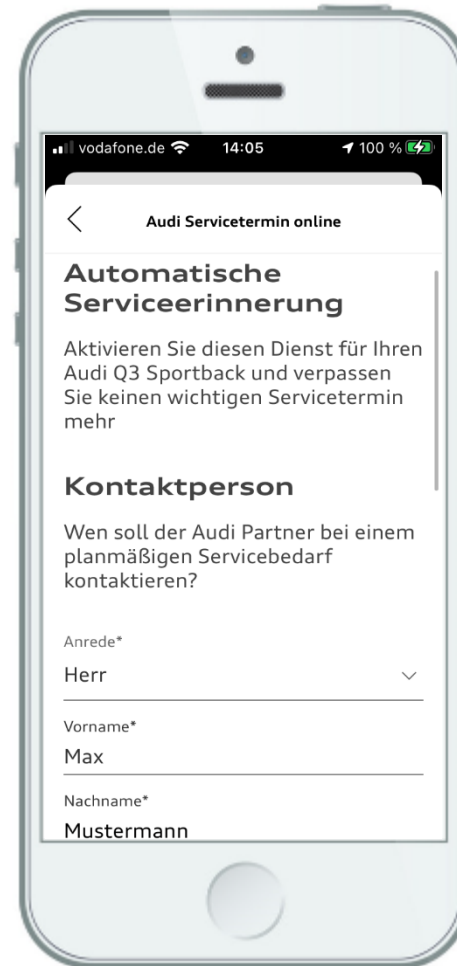 vodafone.de 14:05 100 %
Audi Servicetermin online
Automatische
Serviceerinnerung
Aktivieren Sie diesen Dienst für Ihren
Audi Q3 Sportback und verpassen
Sie keinen wichtigen Servicetermin
mehr
Kontaktperson
Wen soll der Audi Partner bei einem
planmäßigen Servicebedarf
kontaktieren?
Anrede*
Herr
Vorname*
Max
Nachname*
Mustermann